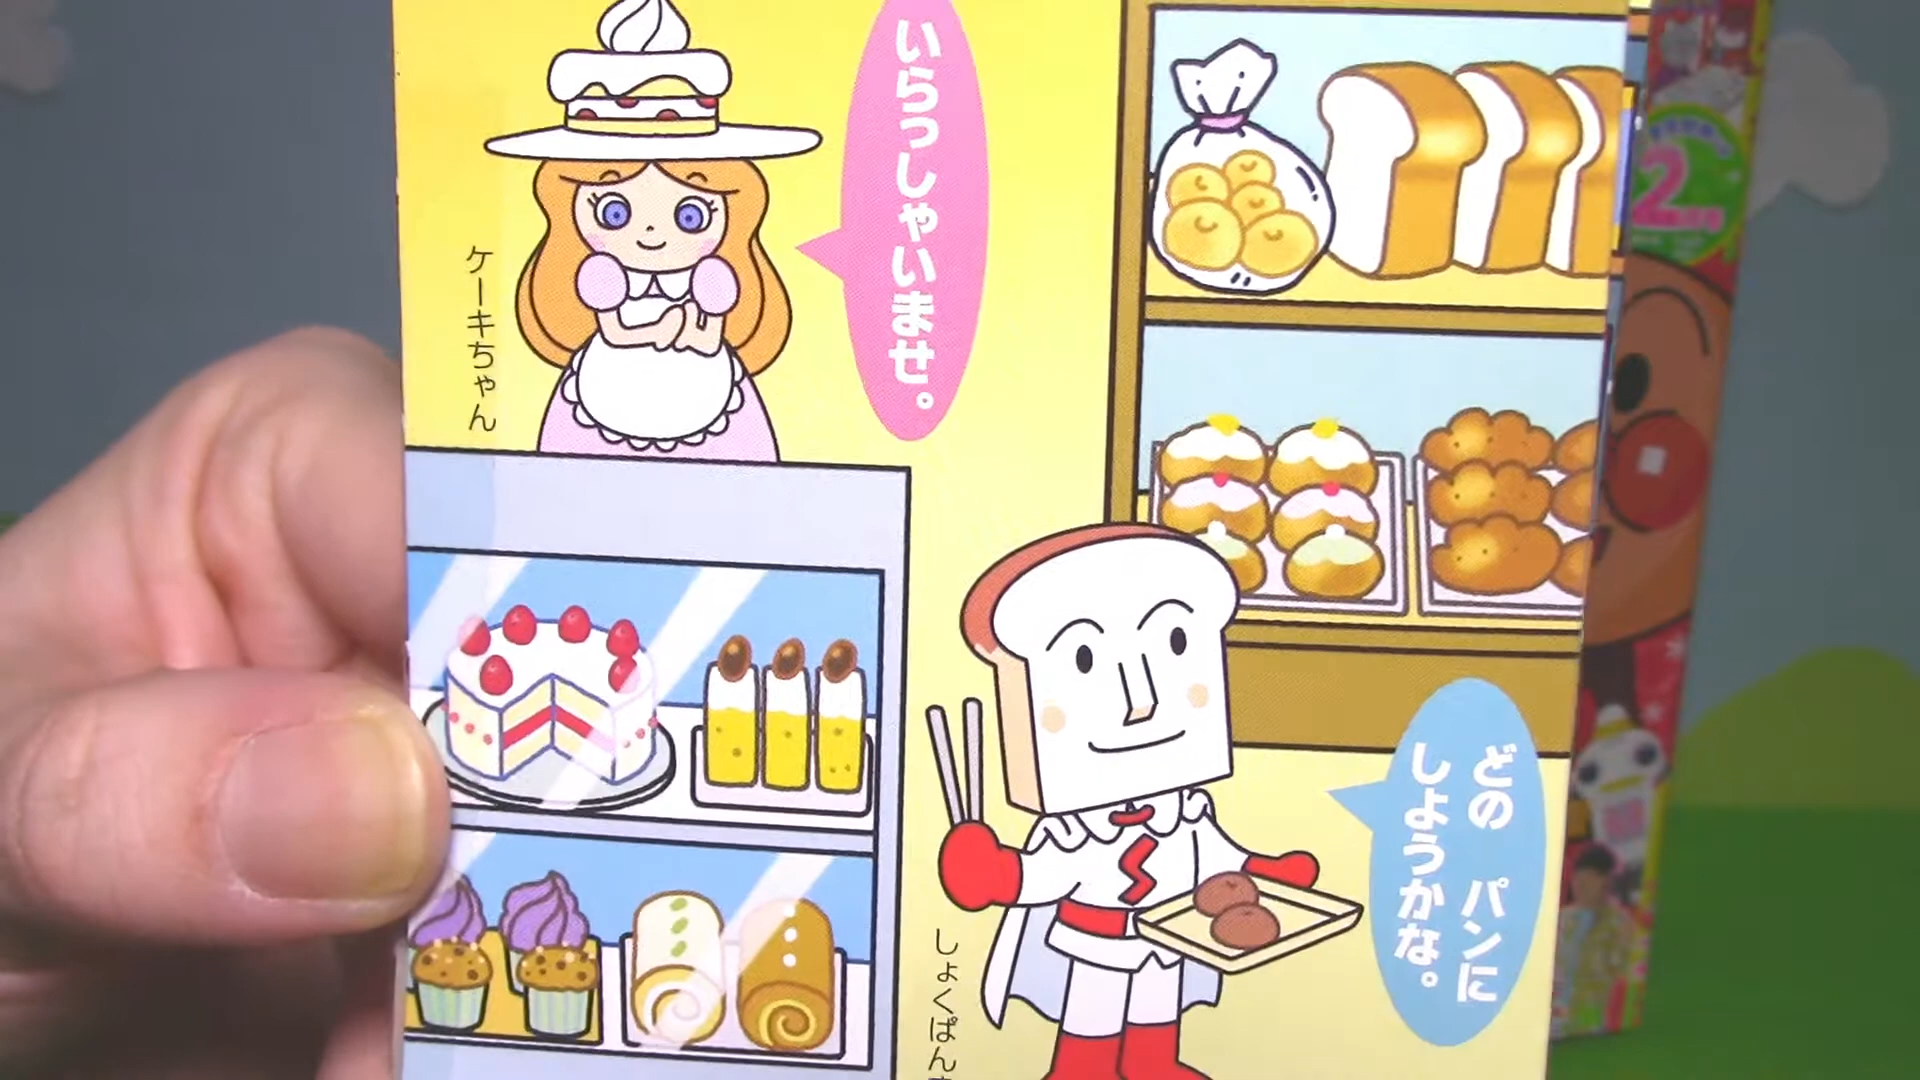 いらっしゃいませ。
ケーキちゃん
どの パンに
しようかな。
しょくぱん
2